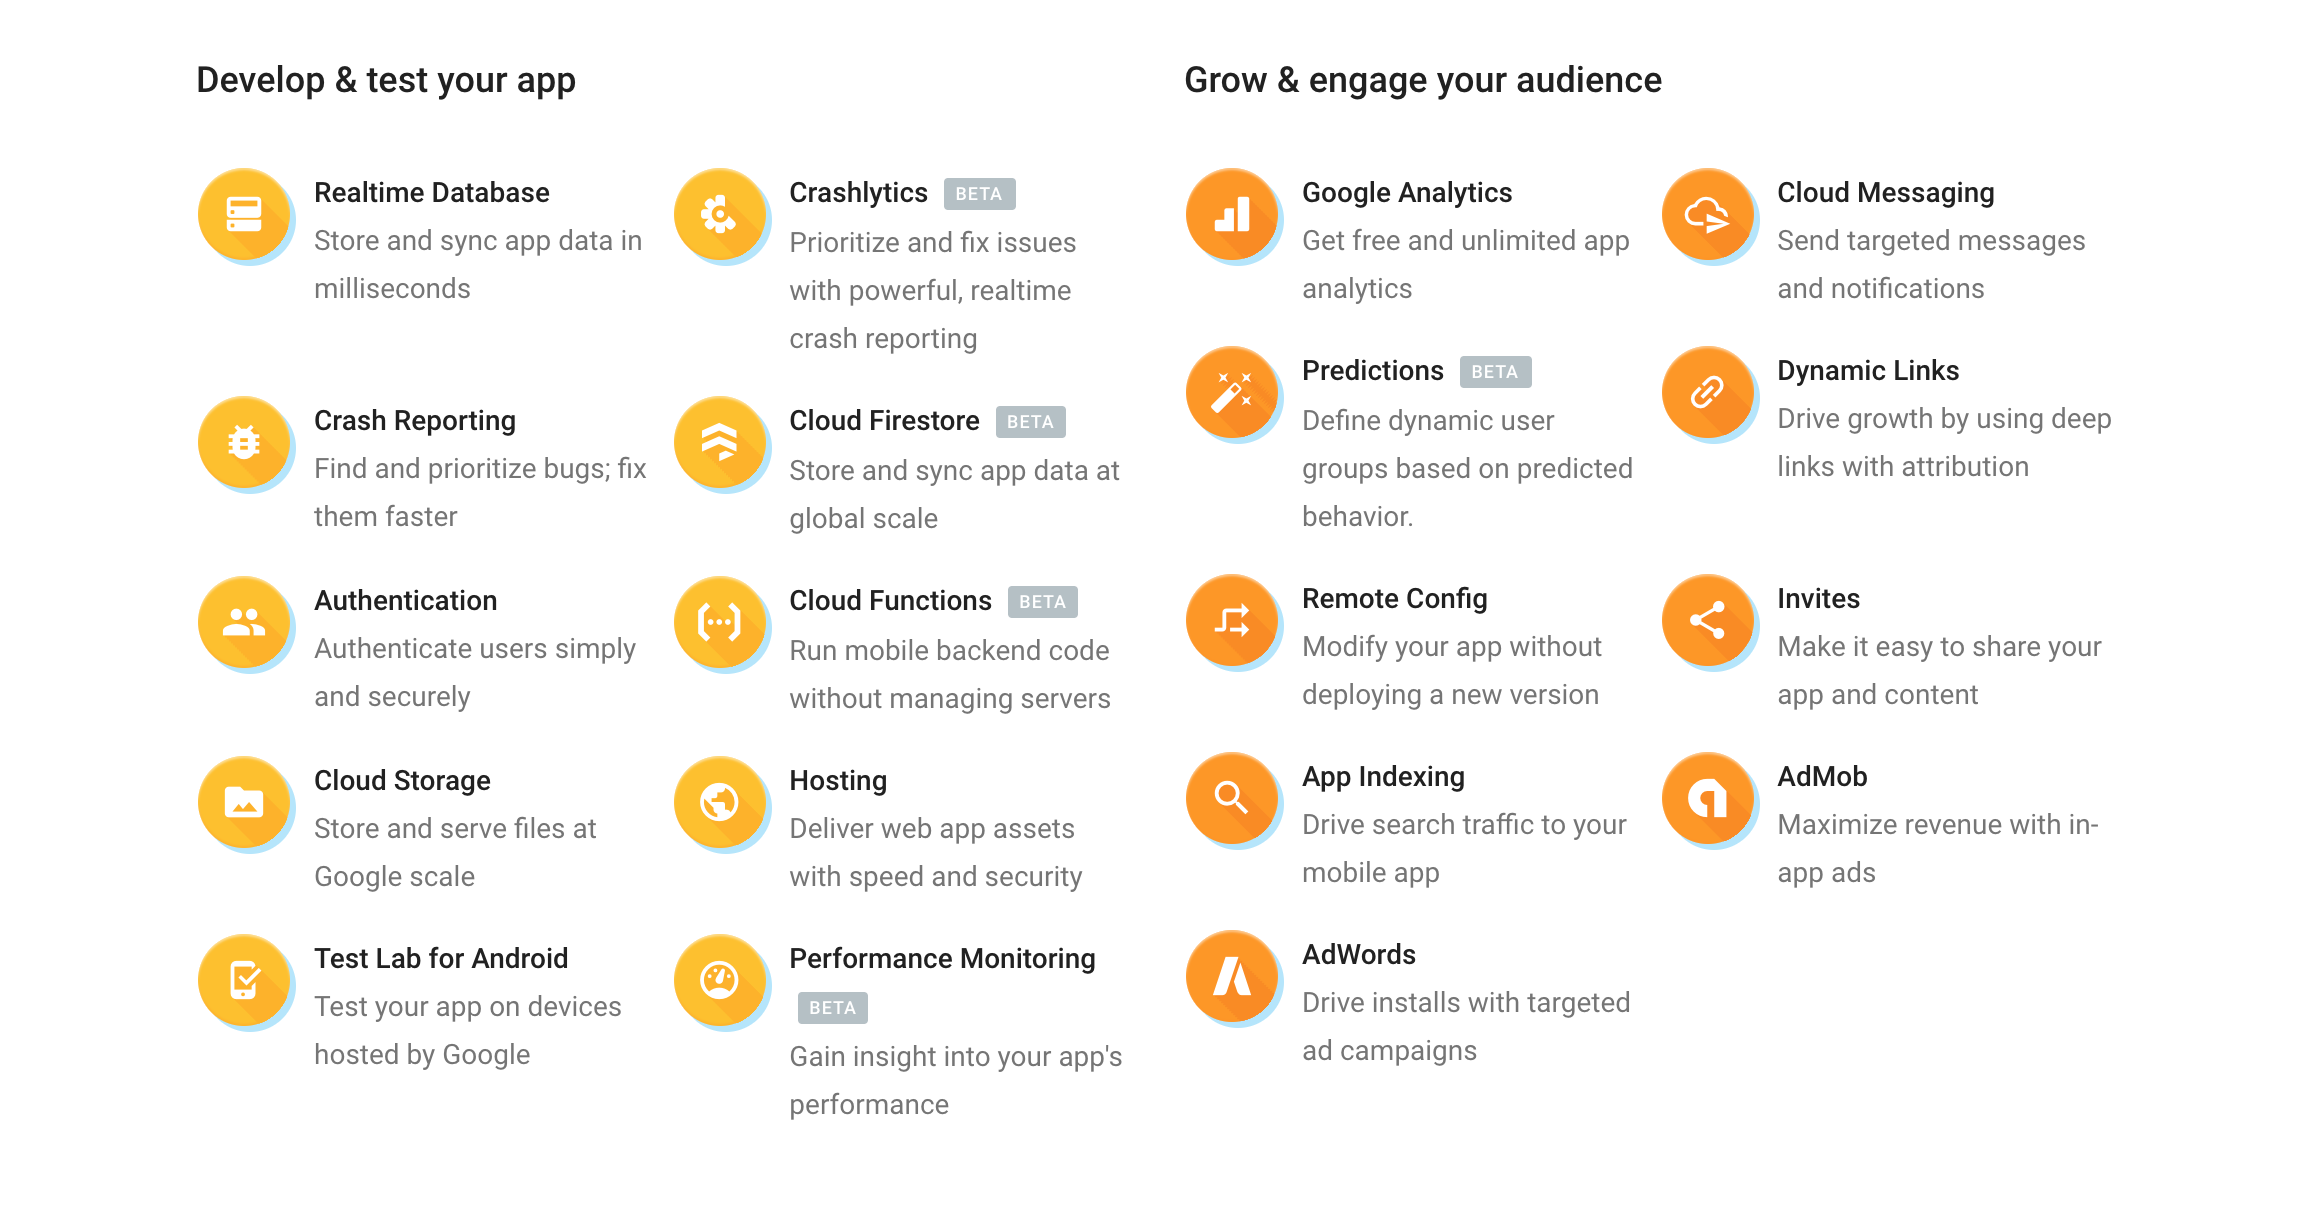 Develop & test your app
Realtime Database
Store and sync app data in
milliseconds
Crashlytics BETA
Prioritize and fix issues
with powerful, realtime
crash reporting
Crash Reporting
Find and prioritize bugs; fix
them faster
Cloud Firestore BETA
Store and sync app data at
global scale
Authentication
Authenticate users simply
and securely
Cloud Functions BETA
Run mobile backend code
without managing servers
Cloud Storage
Store and serve files at
Google scale
Hosting
Deliver web app assets
with speed and security
Test Lab for Android
Test your app on devices
hosted by Google
Performance Monitoring
BETA
Gain insight into your app's
performance
Grow & engage your audience
Google Analytics
Get free and unlimited app
analytics
Cloud Messaging
Send targeted messages
and notifications
Predictions BETA
Define dynamic user
groups based on predicted
behavior.
Dynamic Links
Drive growth by using deep
links with attribution
Remote Config
Modify your app without
deploying a new version
Invites
Make it easy to share your
app and content
App Indexing
Drive search traffic to your
mobile app
AdMob
Maximize revenue with in-
app ads
AdWords
Drive installs with targeted
ad campaigns